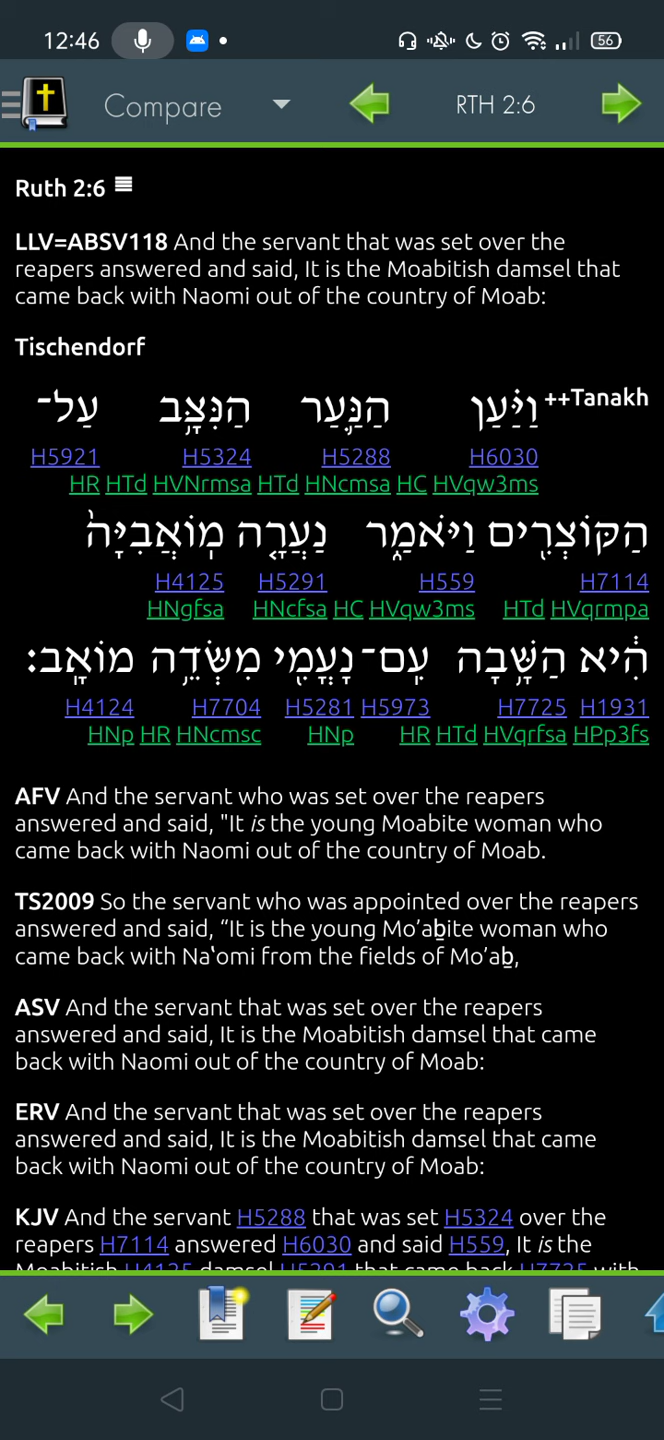 12:46 56
Compare RTH 2:6
Ruth 2:6
LLV=ABSV118 And the servant that was set over the
reapers answered and said, It is the Moabitish damsel that
came back with Naomi out of the country of Moab:
Tischendorf
++Tanakh וַיַּ֗עַן הַנַּ֛עַר הַנִּצָּ֥ב עַל־
H5921 H5324 H5288 H6030
HR HTd HVNrmsa HTd HNcmsa HC HVqw3ms
הַקּוֹצְרִ֖ים וַיֹּאמַ֑ר נַעֲרָ֤ה מֽוֹאֲבִיָּה֙
H4125 H5291 H559 H7114
HNgfsa HNcfsa HC HVqw3ms HTd HVqrmpa
הִ֔יא הַשָּׁ֥בָה עִֽם־ נָעֳמִ֖י מִשְּׂדֵ֥ה מוֹאָֽב׃
H4124 H7704 H5281 H5973 H7725 H1931
HNp HR HNcmsc HNp HR HTd HVqrfsa HPp3fs
AFV And the servant who was set over the reapers
answered and said, "It is the young Moabite woman who
came back with Naomi out of the country of Moab.
TS2009 So the servant who was appointed over the reapers
answered and said, “It is the young Mo’aḇite woman who
came back with Naʽomi from the fields of Mo’aḇ,
ASV And the servant that was set over the reapers
answered and said, It is the Moabitish damsel that came
back with Naomi out of the country of Moab:
ERV And the servant that was set over the reapers
answered and said, It is the Moabitish damsel that came
back with Naomi out of the country of Moab:
KJV And the servant H5288 that was set H5324 over the
reapers H7114 answered H6030 and said H559, It is the
Moabitish H4125 damsel H5291 that came back H7725 with